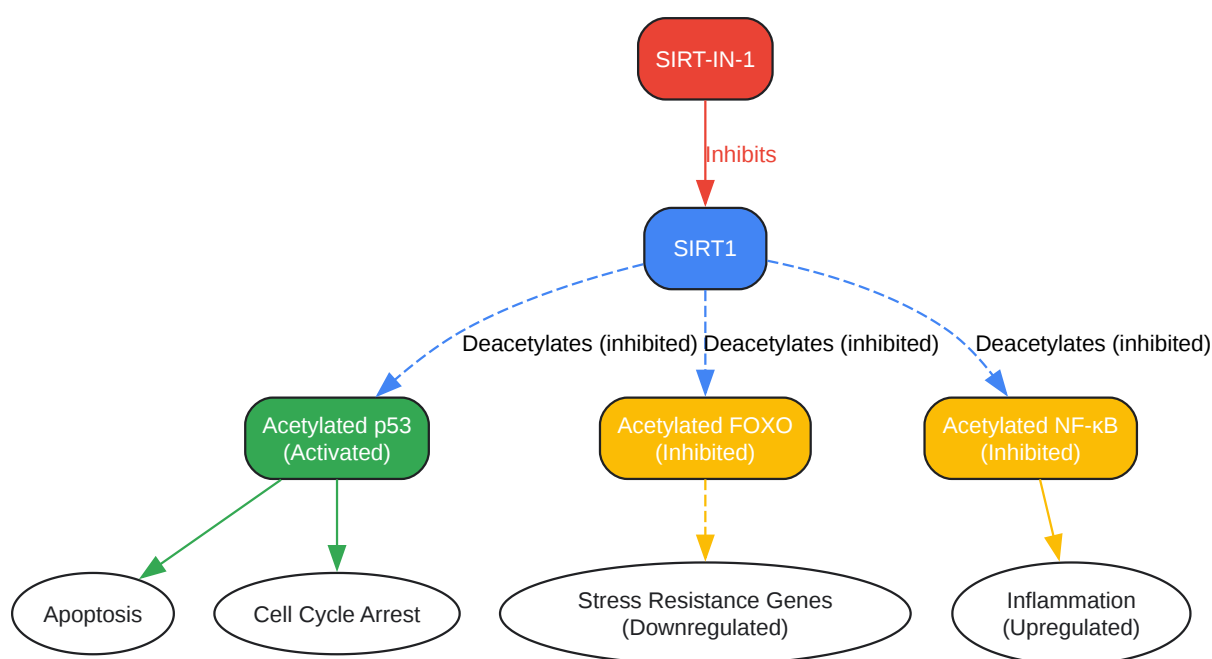 SIRT-IN-1
Inhibits
SIRT1
Deacetylates (inhibited)
Deacetylates (inhibited)
Deacetylates (inhibited)
Acetylated p53
(Activated)
Acetylated FOXO
(Inhibited)
Acetylated NF-κB
(Inhibited)
Apoptosis
Cell Cycle Arrest
Stress Resistance Genes
(Downregulated)
Inflammation
(Upregulated)